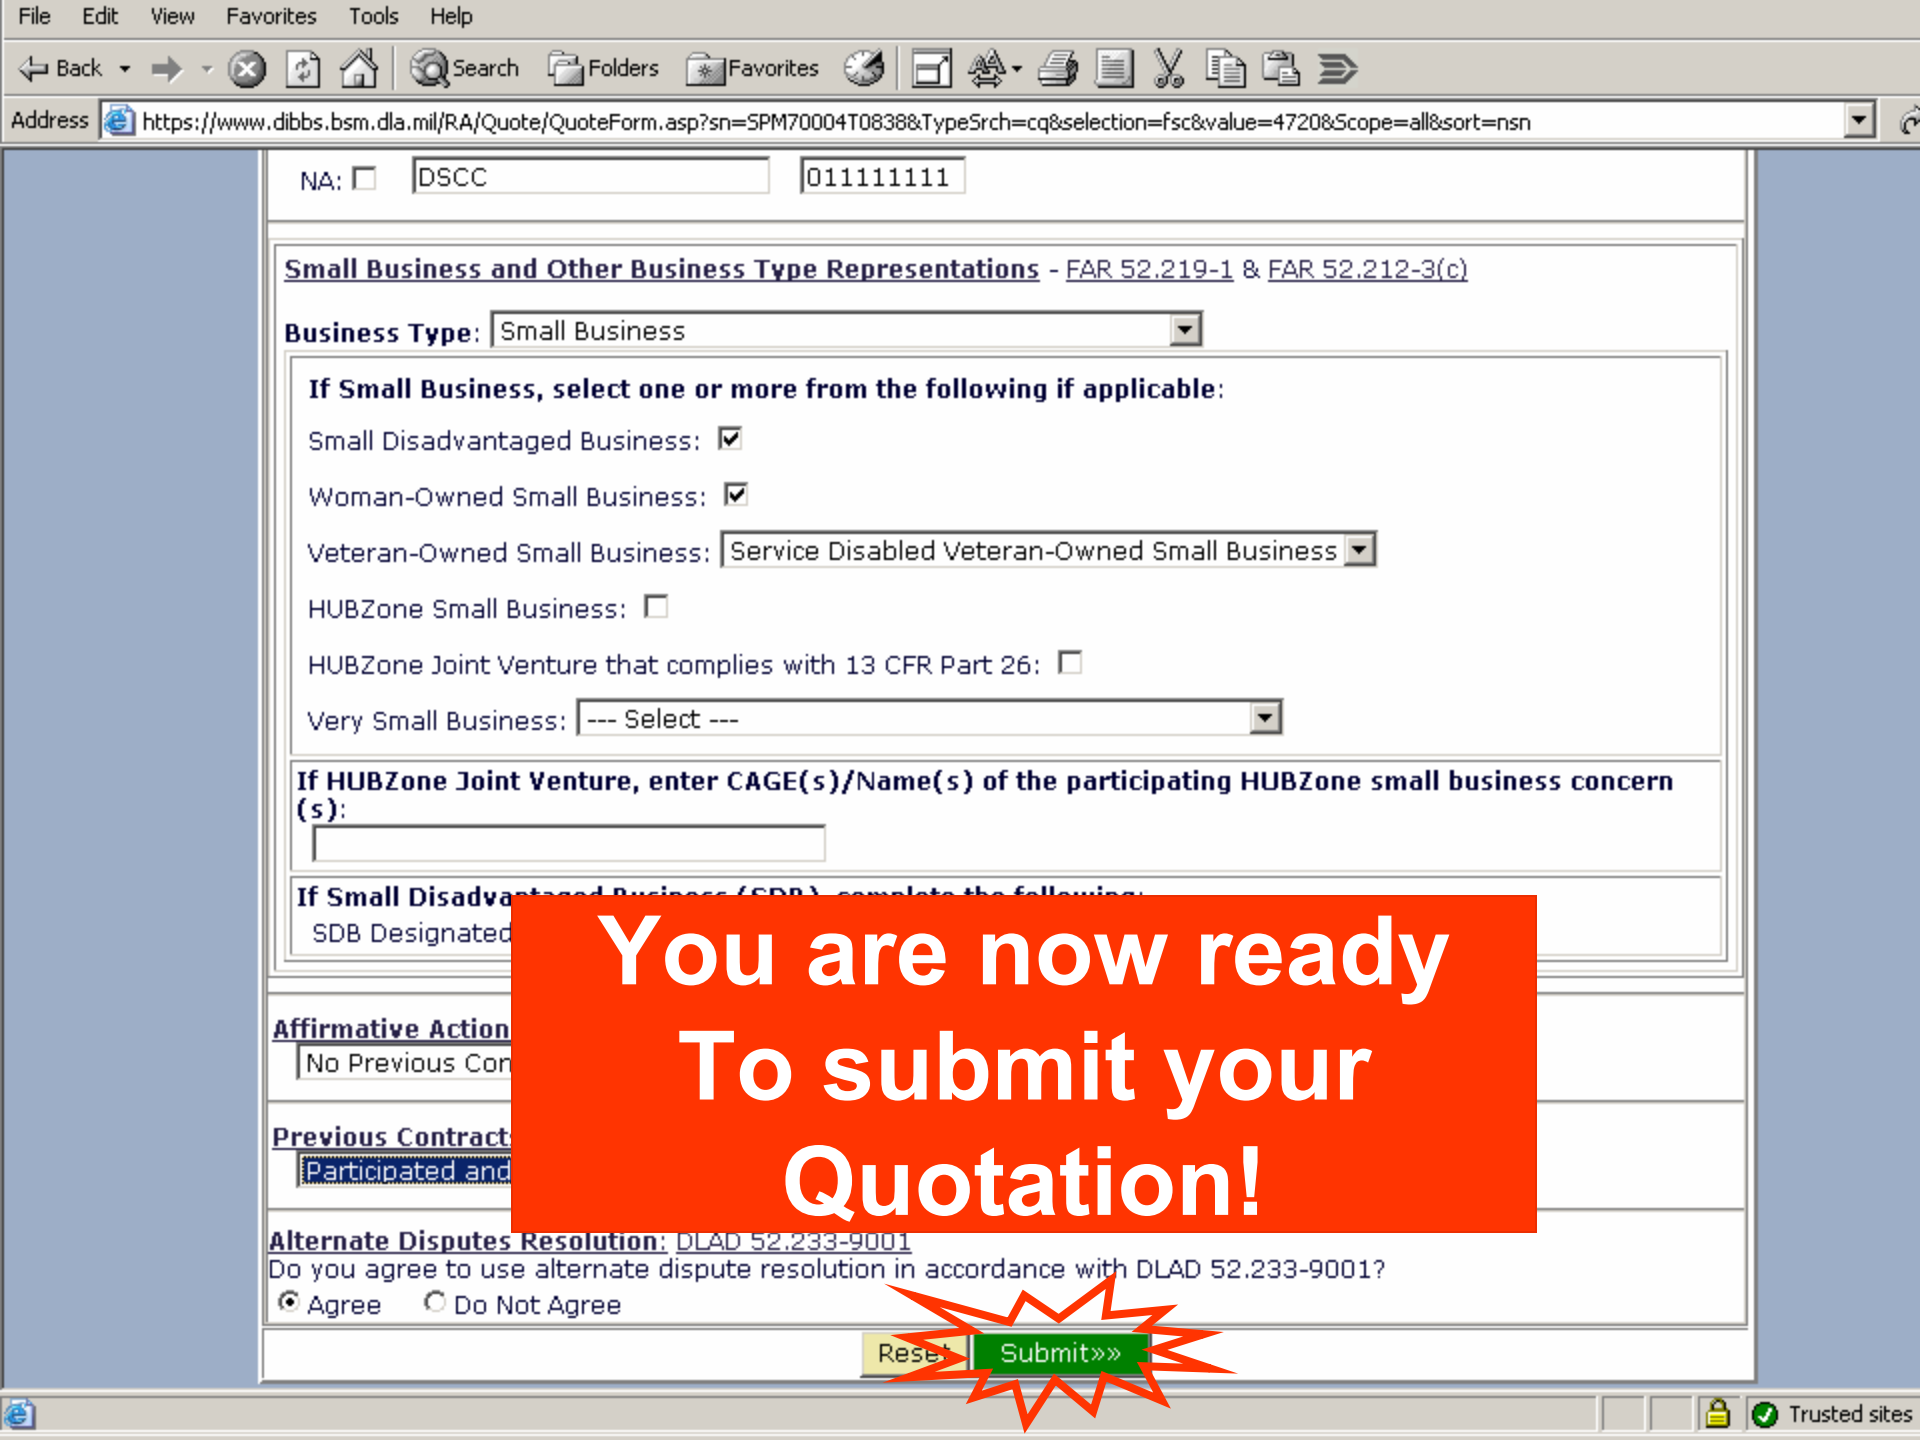 File Edit View Favorites Tools Help
Back Search Folders Favorites
Address https://www.dibbs.bsm.dla.mil/RA/Quote/QuoteForm.asp?sn=SPM70004T0838&TypeSrch=cq&selection=fsc&value=4720&Scope=all&sort=nsn
NA: DSCC 011111111
Small Business and Other Business Type Representations - FAR 52.219-1 & FAR 52.212-3(c)
Business Type: Small Business
If Small Business, select one or more from the following if applicable:
Small Disadvantaged Business:
Woman-Owned Small Business:
Veteran-Owned Small Business: Service Disabled Veteran-Owned Small Business
HUBZone Small Business:
HUBZone Joint Venture that complies with 13 CFR Part 26:
Very Small Business: --- Select ---
If HUBZone Joint Venture, enter CAGE(s)/Name(s) of the participating HUBZone small business concern
(s):
If Small Disadvantaged Business (SDB), complete the following:
SDB Designated
You are now ready
To submit your
Quotation!
Affirmative Action
No Previous Con
Previous Contract
Participated and
Alternate Disputes Resolution: DLAD 52.233-9001
Do you agree to use alternate dispute resolution in accordance with DLAD 52.233-9001?
Agree Do Not Agree
Reset Submit»»
Trusted sites